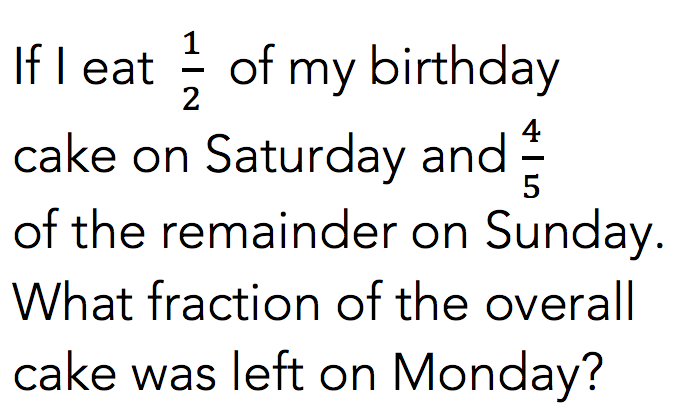 If I eat 1/2 of my birthday
cake on Saturday and 4/5
of the remainder on Sunday.
What fraction of the overall
cake was left on Monday?